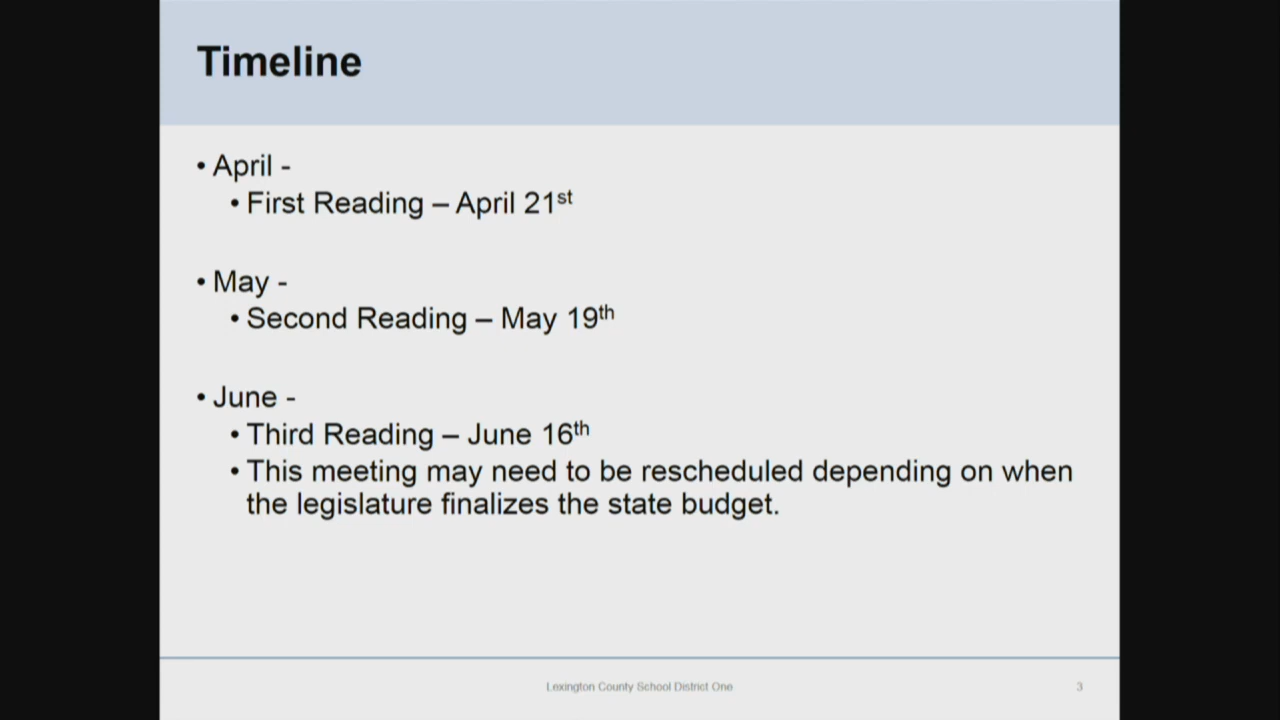 Timeline
• April -
• First Reading – April 21st
• May -
• Second Reading – May 19th
• June -
• Third Reading – June 16th
• This meeting may need to be rescheduled depending on when
the legislature finalizes the state budget.
Lexington County School District One
3